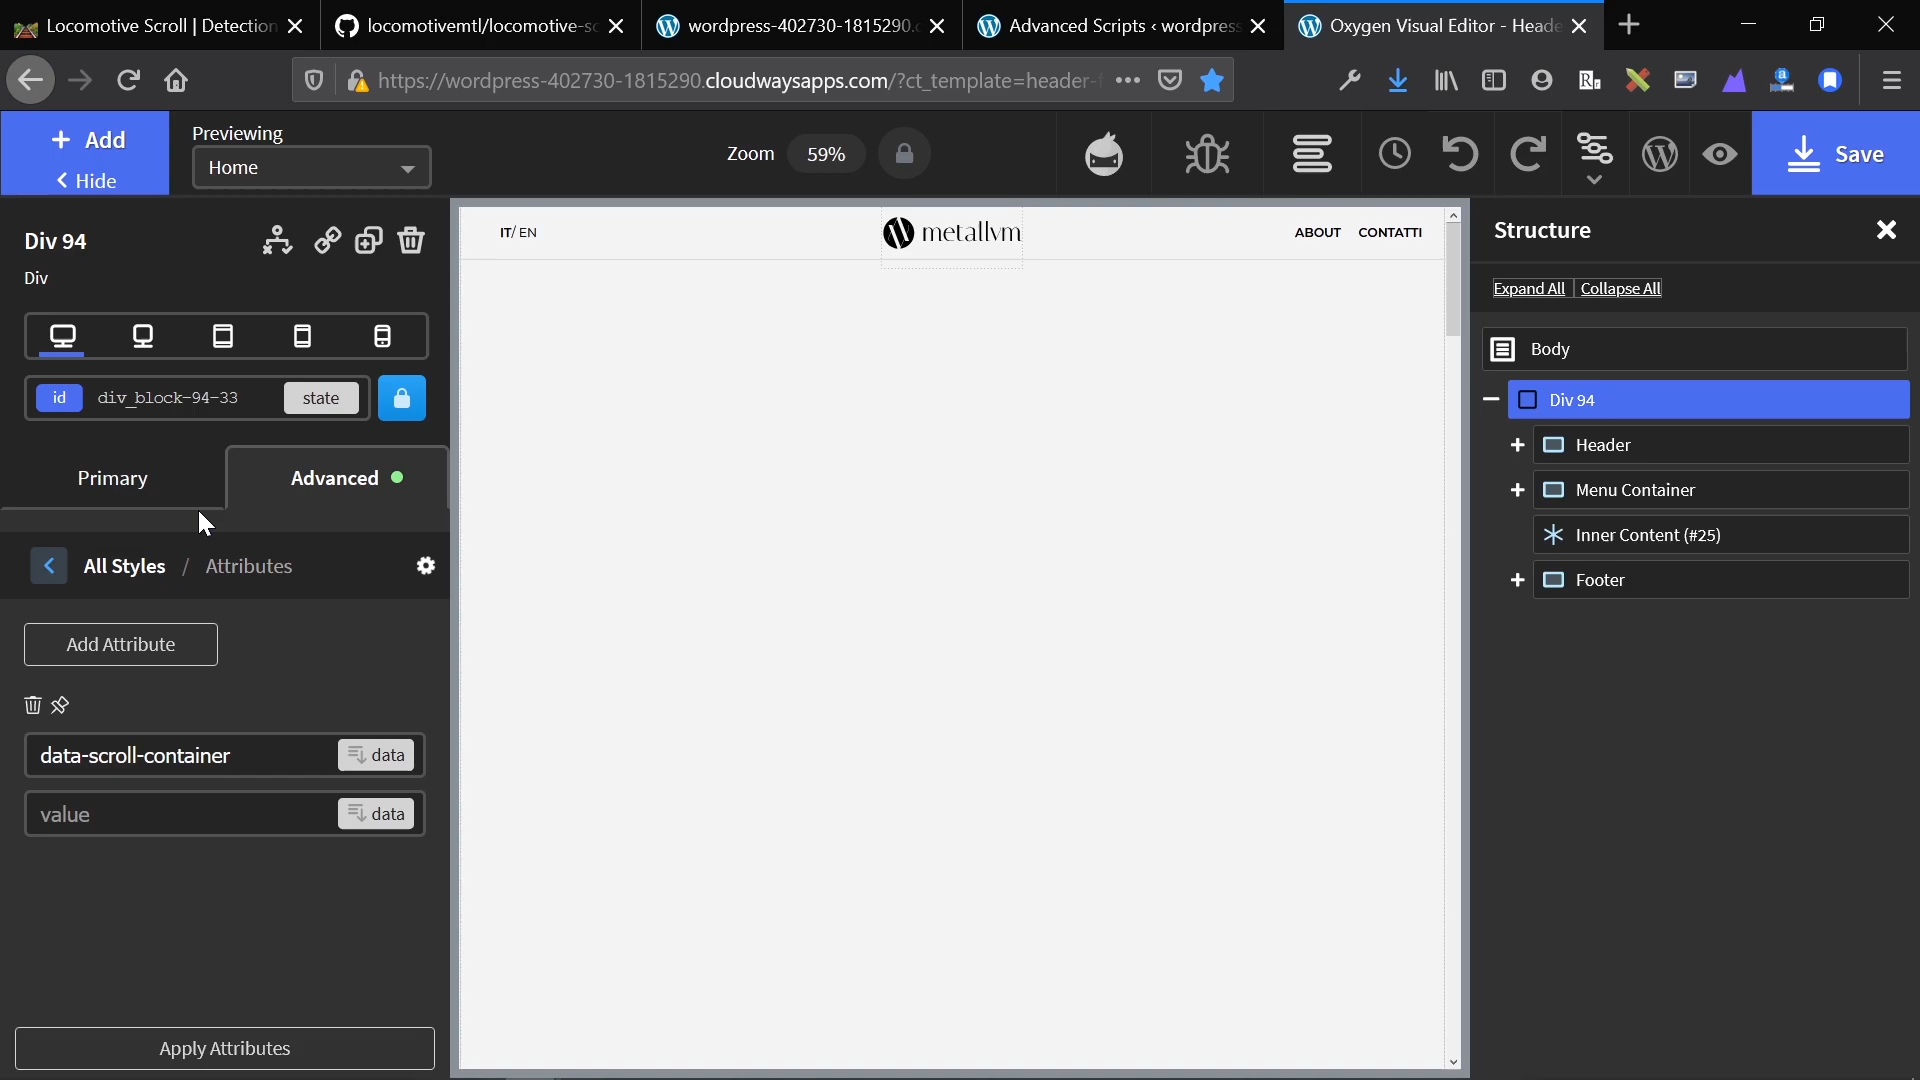 Locomotive Scroll | Detection
locomotivemtl/locomotive-sc
wordpress-402730-1815290.c
Advanced Scripts ‹ wordpress
Oxygen Visual Editor - Heade
https://wordpress-402730-1815290.cloudwaysapps.com/?ct_template=header-f
+ Add
Hide
Previewing
Home
Zoom
59%
Save
Div 94
Div
id
div_block-94-33
state
Primary
Advanced
All Styles / Attributes
Add Attribute
data-scroll-container
data
value
data
Apply Attributes
IT/ EN
metallvm
ABOUT
CONTATTI
Structure
Expand All
Collapse All
Body
Div 94
Header
Menu Container
Inner Content (#25)
Footer